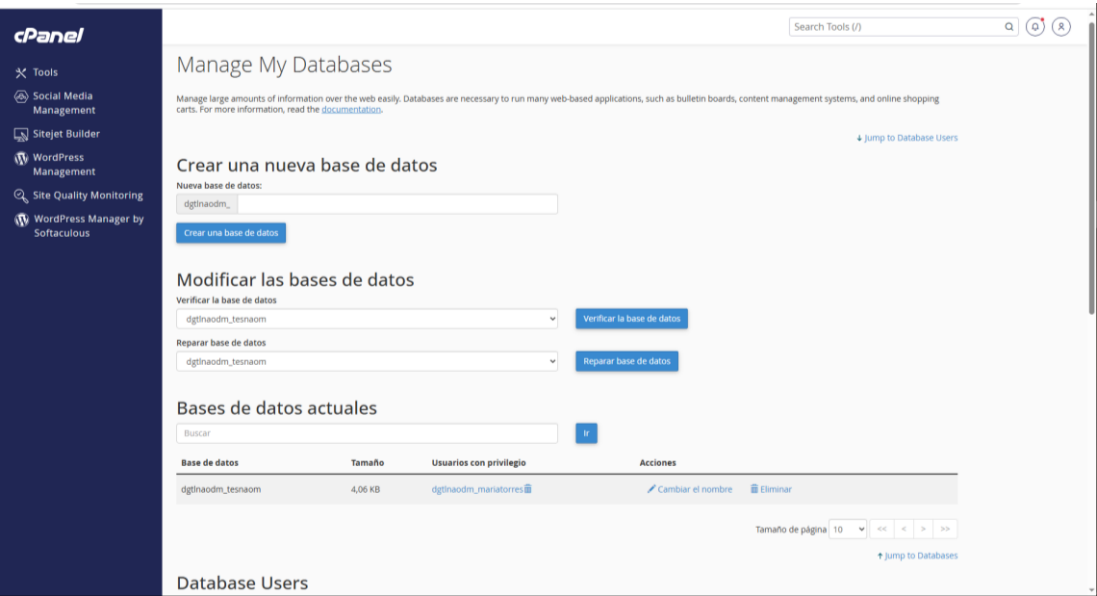 cPanel
Search Tools (/)
Tools
Social Media
Management
Sitejet Builder
WordPress
Management
Site Quality Monitoring
WordPress Manager by
Softaculous
Manage My Databases
Manage large amounts of information over the web easily. Databases are necessary to run many web-based applications, such as bulletin boards, content management systems, and online shopping
carts. For more information, read the documentation.
Jump to Database Users
Crear una nueva base de datos
Nueva base de datos:
dgtlnaodm_
Crear una base de datos
Modificar las bases de datos
Verificar la base de datos
dgtlnaodm_tesnaom
Verificar la base de datos
Reparar base de datos
dgtlnaodm_tesnaom
Reparar base de datos
Bases de datos actuales
Buscar
Ir
Base de datos Tamaño Usuarios con privilegio Acciones
dgtlnaodm_tesnaom 4,06 KB dgtlnaodm_mariatorres Cambiar el nombre Eliminar
Tamaño de página 10 << < > >>
Jump to Databases
Database Users